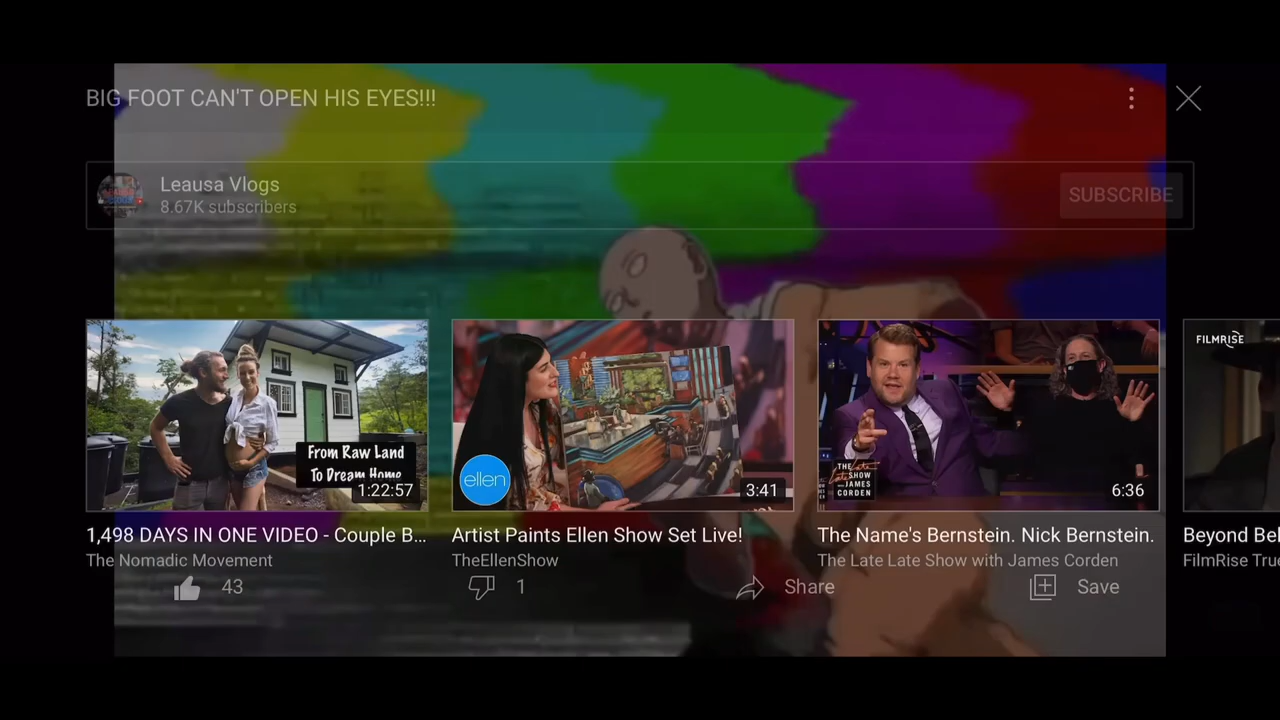 BIG FOOT CAN'T OPEN HIS EYES!!!
Leausa Vlogs
8.67K subscribers
SUBSCRIBE
From Raw Land
To Dream Home
1:22:57
ellen
3:41
THE Late
Late SHOW
WITH JAMES
CORDEN
6:36
FILMRISE
1,498 DAYS IN ONE VIDEO - Couple B...
The Nomadic Movement
Artist Paints Ellen Show Set Live!
TheEllenShow
The Name's Bernstein. Nick Bernstein.
The Late Late Show with James Corden
Beyond Bel
FilmRise True
43
1
Share
Save